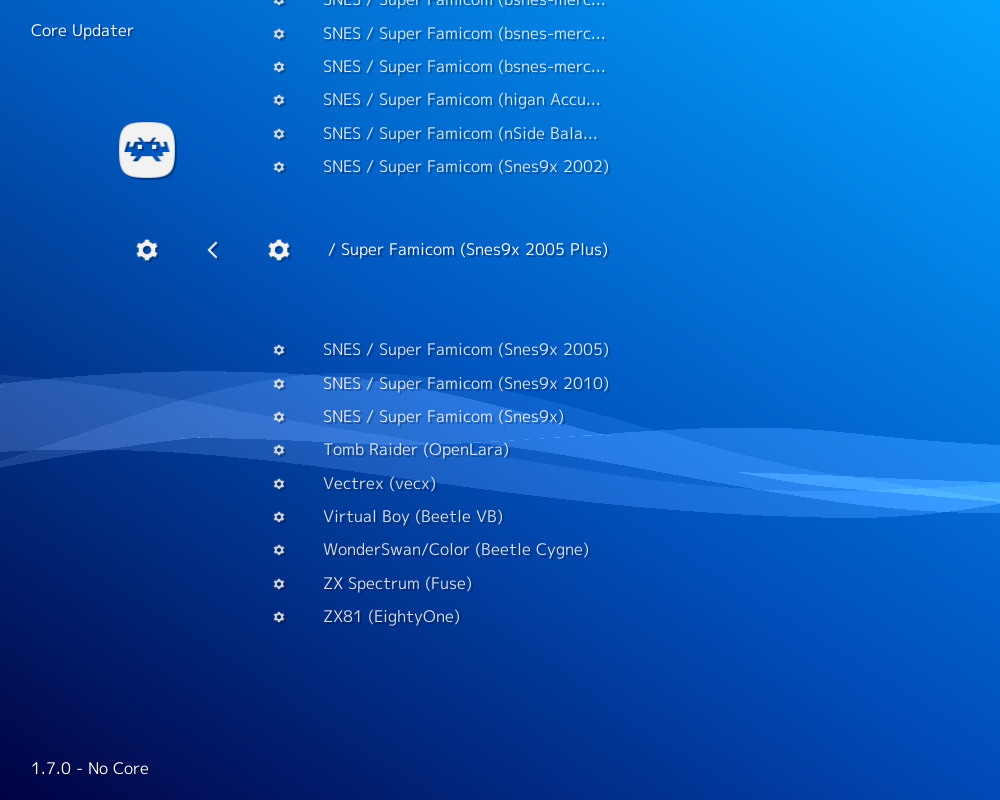 SNES / Super Famicom (bsnes-merc...
Core Updater
SNES / Super Famicom (bsnes-merc...
SNES / Super Famicom (bsnes-merc...
SNES / Super Famicom (higan Accu...
SNES / Super Famicom (nSide Bala...
SNES / Super Famicom (Snes9x 2002)
/ Super Famicom (Snes9x 2005 Plus)
SNES / Super Famicom (Snes9x 2005)
SNES / Super Famicom (Snes9x 2010)
SNES / Super Famicom (Snes9x)
Tomb Raider (OpenLara)
Vectrex (vecx)
Virtual Boy (Beetle VB)
WonderSwan/Color (Beetle Cygne)
ZX Spectrum (Fuse)
ZX81 (EightyOne)
1.7.0 - No Core